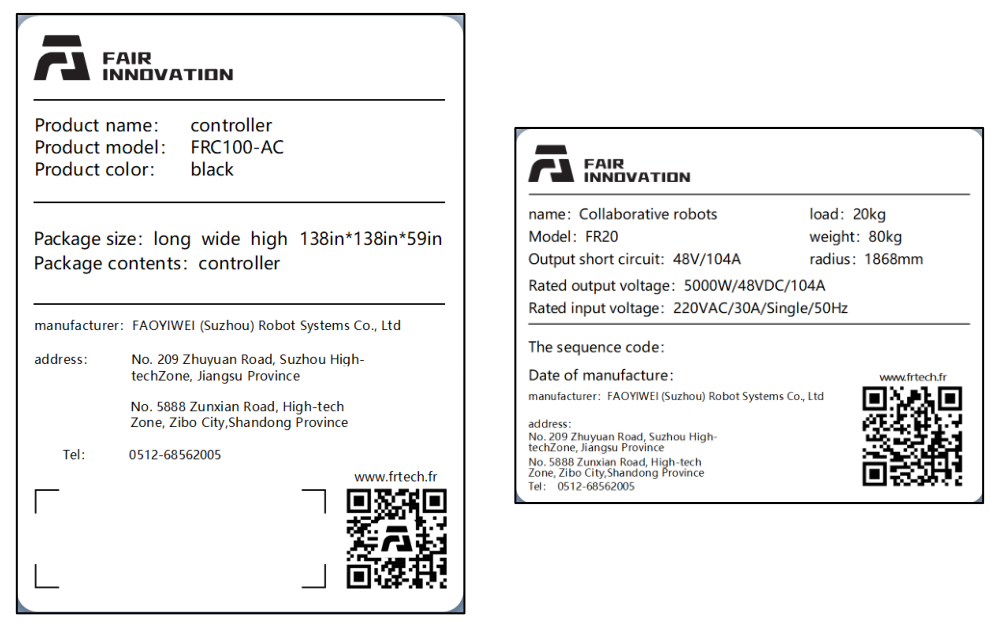 FAIR
INNOVATION
Product name: controller
Product model: FRC100-AC
Product color: black
Package size: long wide high 138in*138in*59in
Package contents: controller
manufacturer: FAOYIWEI (Suzhou) Robot Systems Co., Ltd
address: No. 209 Zhuyuan Road, Suzhou High-
techZone, Jiangsu Province
No. 5888 Zunxian Road, High-tech
Zone, Zibo City,Shandong Province
Tel: 0512-68562005
www.frtech.fr
FAIR
INNOVATION
name: Collaborative robots load: 20kg
Model: FR20 weight: 80kg
Output short circuit: 48V/104A radius: 1868mm
Rated output voltage: 5000W/48VDC/104A
Rated input voltage: 220VAC/30A/Single/50Hz
The sequence code:
Date of manufacture:
www.frtech.fr
manufacturer: FAOYIWEI (Suzhou) Robot Systems Co., Ltd
address:
No. 209 Zhuyuan Road, Suzhou High-
techZone, Jiangsu Province
No. 5888 Zunxian Road, High-tech
Zone, Zibo City,Shandong Province
Tel: 0512-68562005